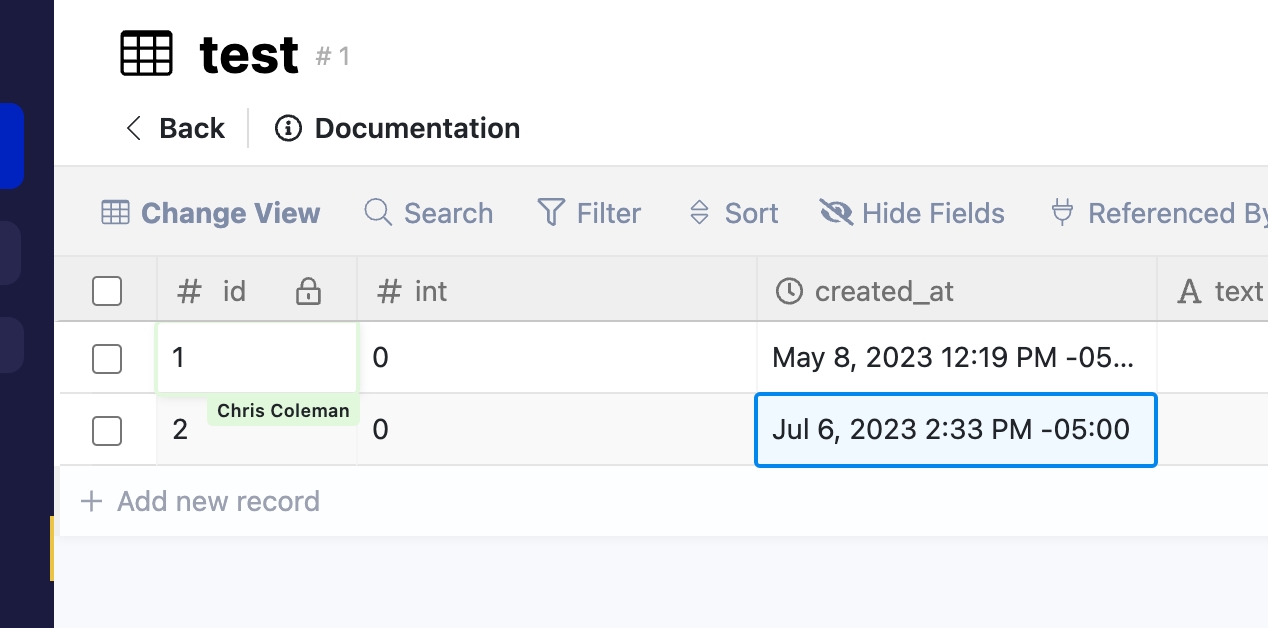 test # 1
Back Documentation
Change View Search Filter Sort Hide Fields Referenced By
# id # int created_at A text
1 0 May 8, 2023 12:19 PM -05...
Chris Coleman
2 0 Jul 6, 2023 2:33 PM -05:00
+ Add new record